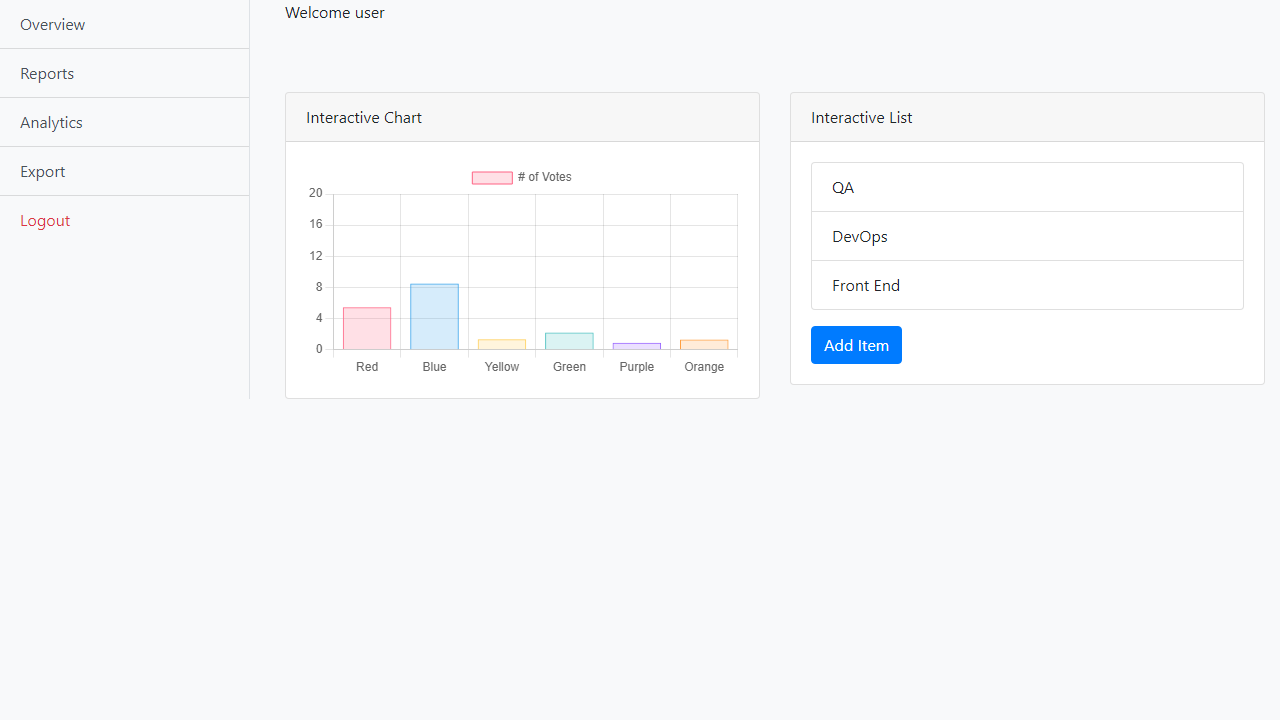 Overview
Reports
Analytics
Export
Logout
Welcome user
Interactive Chart
# of Votes
20
16
12
8
4
0
Red Blue Yellow Green Purple Orange
Interactive List
QA
DevOps
Front End
Add Item